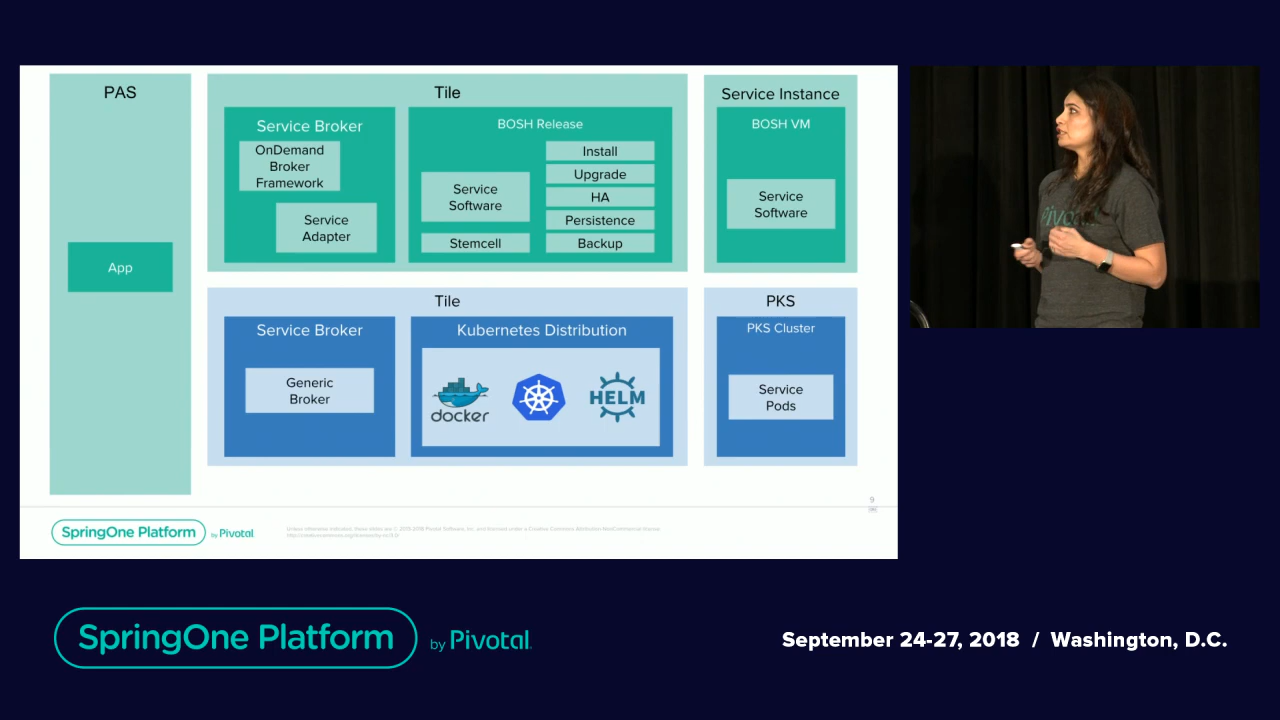 PAS
App
Tile
Service Broker
OnDemand
Broker
Framework
Service
Adapter
BOSH Release
Service
Software
Stemcell
Install
Upgrade
HA
Persistence
Backup
Service Instance
BOSH VM
Service
Software
Tile
Service Broker
Generic
Broker
Kubernetes Distribution
docker
HELM
PKS
PKS Cluster
Service
Pods
9
SpringOne Platform
by Pivotal
Pivotal
SpringOne Platform
by Pivotal.
September 24-27, 2018 / Washington, D.C.